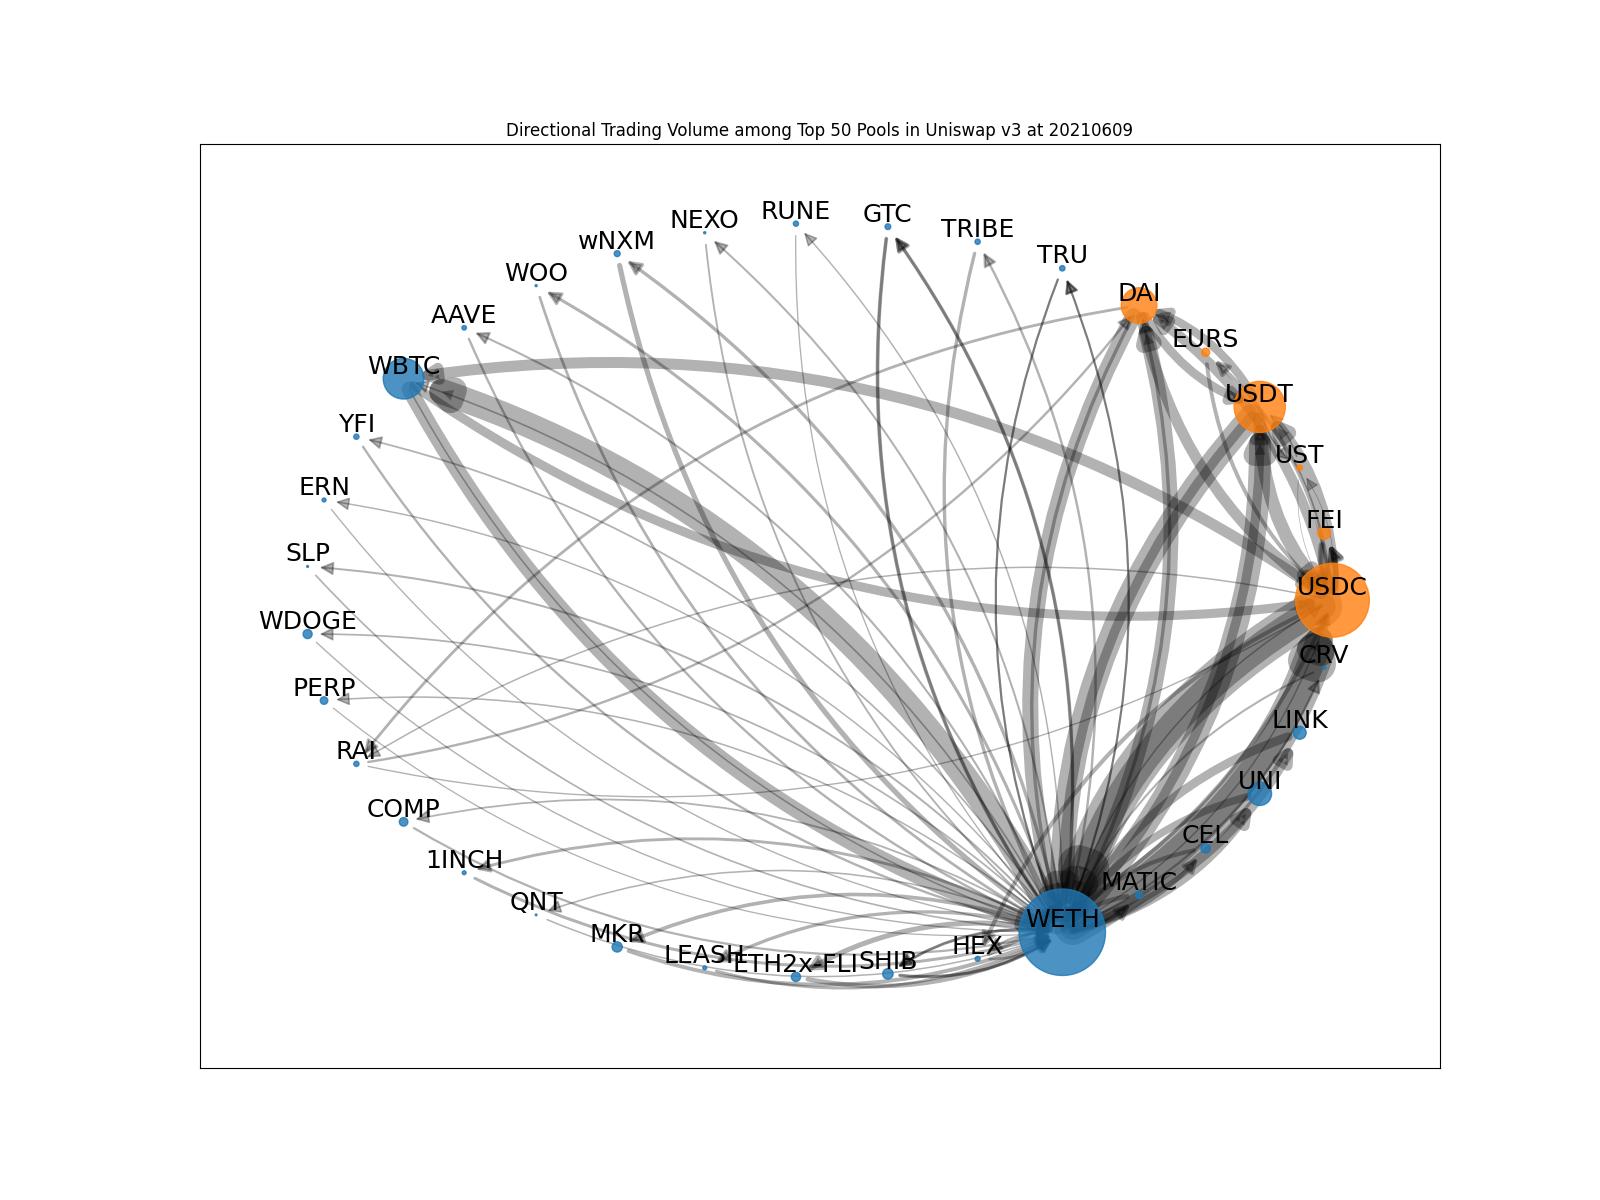 Directional Trading Volume among Top 50 Pools in Uniswap v3 at 20210609
RUNE
GTC
NEXO
TRIBE
wNXM
TRU
WOO
DAI
AAVE
EURS
WBTC
USDT
YFI
UST
ERN
FEI
SLP
USDC
WDOGE
CRV
PERP
LINK
RAI
UNI
COMP
CEL
1INCH
MATIC
QNT
WETH
MKR
HEX
LEASH
ETH2x-FLI
SHIB